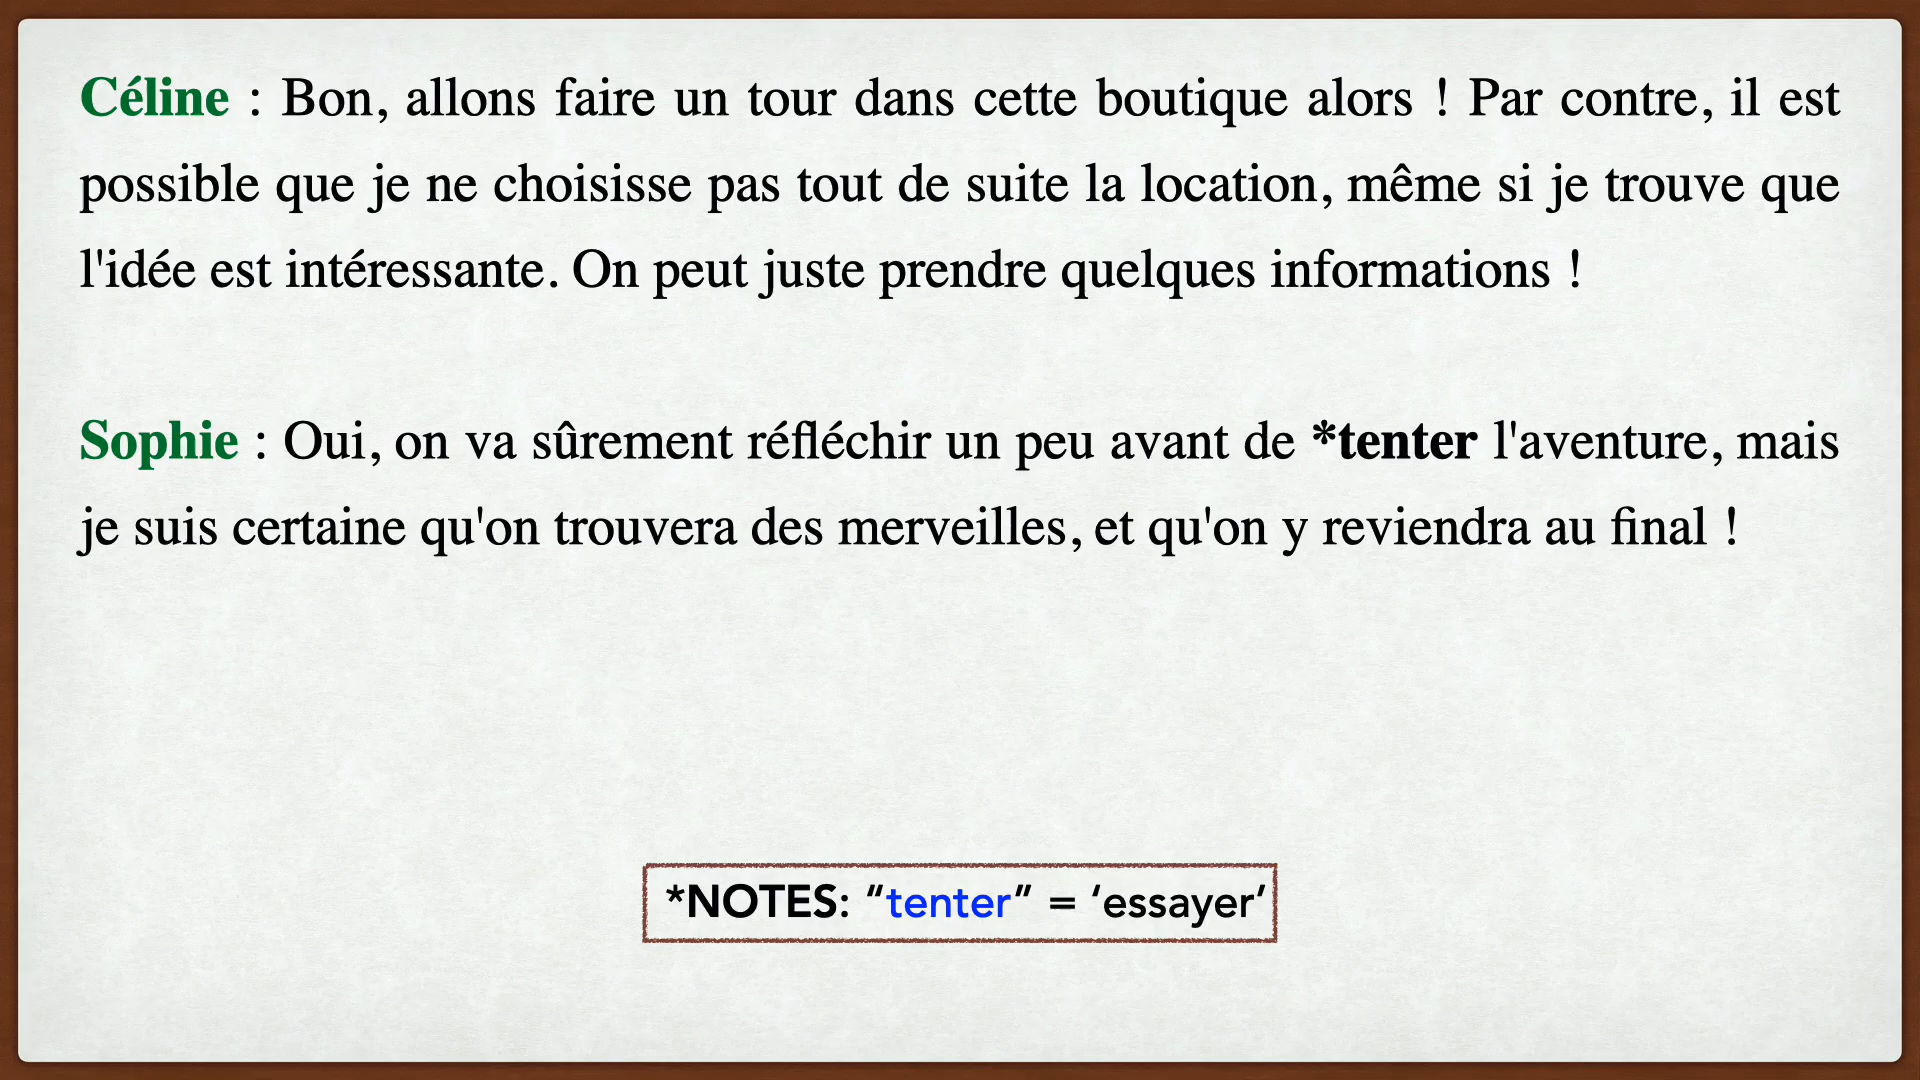 Céline : Bon, allons faire un tour dans cette boutique alors ! Par contre, il est
possible que je ne choisisse pas tout de suite la location, même si je trouve que
l'idée est intéressante. On peut juste prendre quelques informations !
Sophie : Oui, on va sûrement réfléchir un peu avant de *tenter l'aventure, mais
je suis certaine qu'on trouvera des merveilles, et qu'on y reviendra au final !
*NOTES: “tenter” = ‘essayer’